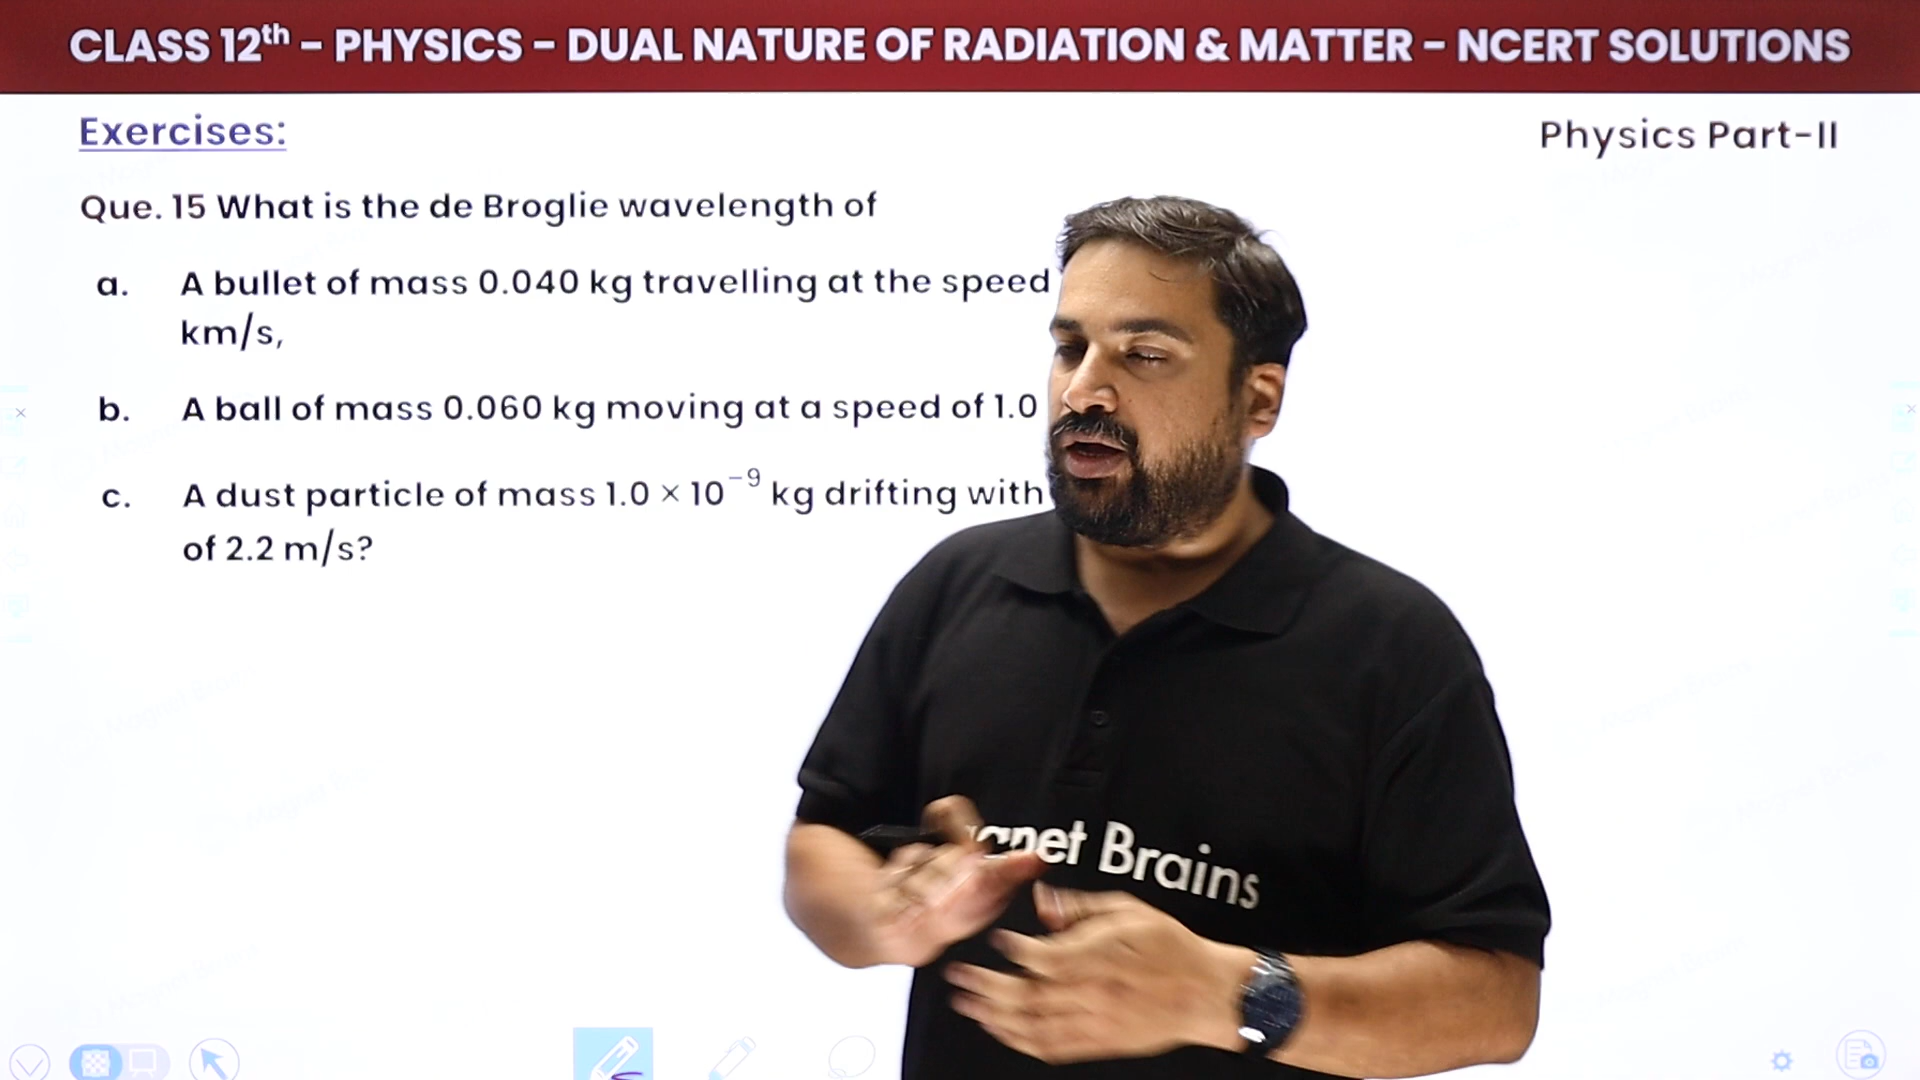 CLASS 12th – PHYSICS – DUAL NATURE OF RADIATION & MATTER – NCERT SOLUTIONS
Exercises:
Physics Part-II
Que. 15 What is the de Broglie wavelength of
a. A bullet of mass 0.040 kg travelling at the speed
km/s,
b. A ball of mass 0.060 kg moving at a speed of 1.0
c. A dust particle of mass 1.0 × 10⁻⁹ kg drifting with
of 2.2 m/s?
gnet Brains